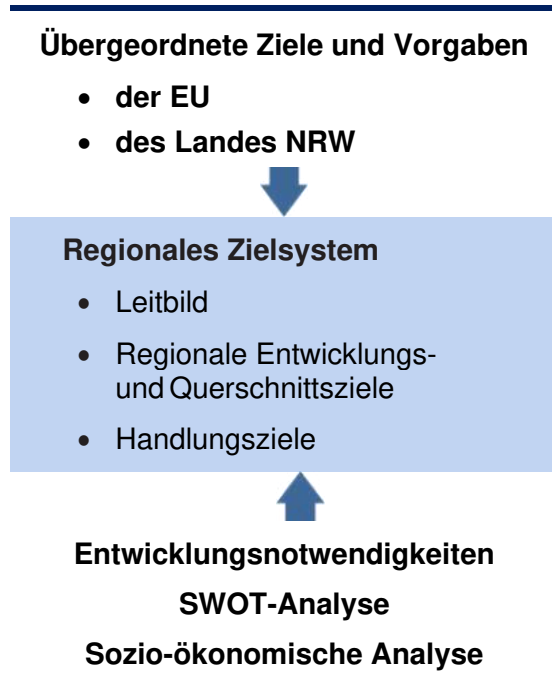 Übergeordnete Ziele und Vorgaben
• der EU
• des Landes NRW
Regionales Zielsystem
• Leitbild
• Regionale Entwicklungs-
und Querschnittsziele
• Handlungsziele
Entwicklungsnotwendigkeiten
SWOT-Analyse
Sozio-ökonomische Analyse